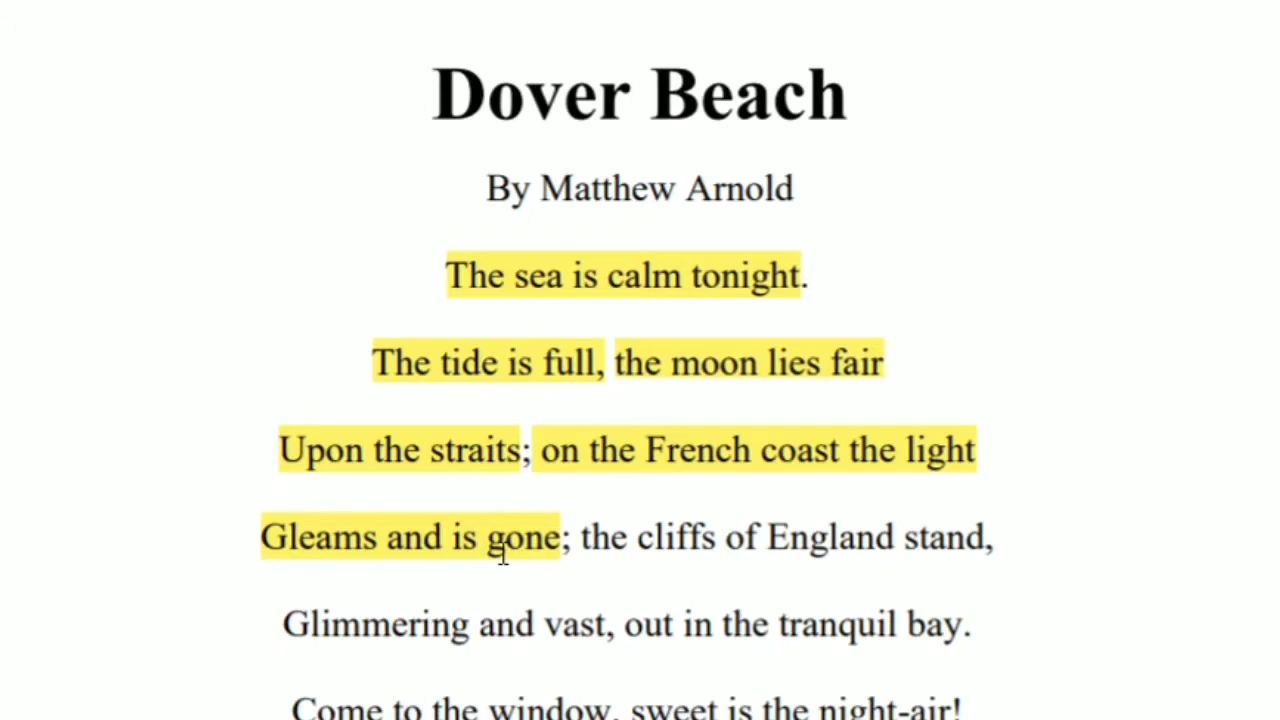 Dover Beach
By Matthew Arnold
The sea is calm tonight.
The tide is full, the moon lies fair
Upon the straits; on the French coast the light
Gleams and is gone; the cliffs of England stand,
Glimmering and vast, out in the tranquil bay.
Come to the window, sweet is the night-air!